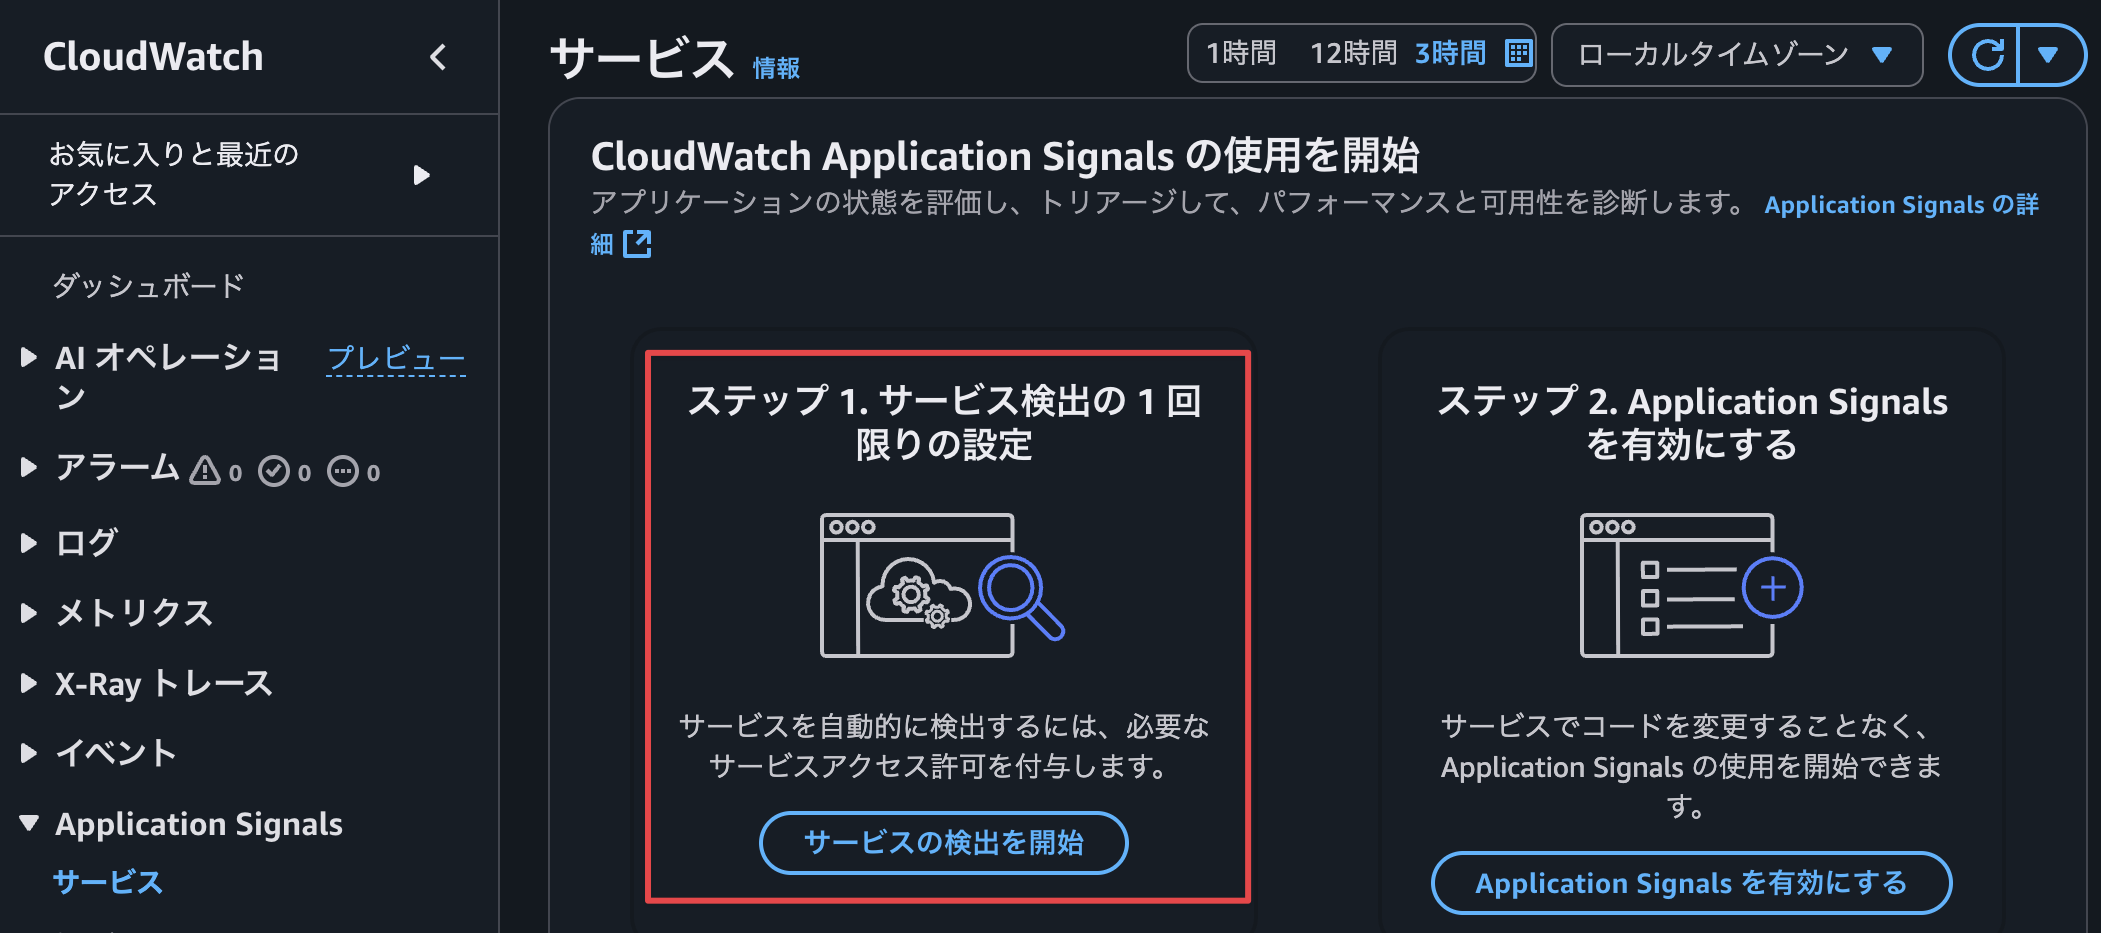 CloudWatch
お気に入りと最近の
アクセス
ダッシュボード
AI オペレーショ
ン
プレビュー
アラーム 0 0 0
ログ
メトリクス
X-Ray トレース
イベント
Application Signals
サービス
サービス 情報
1時間 12時間 3時間
ローカルタイムゾーン
CloudWatch Application Signals の使用を開始
アプリケーションの状態を評価し、トリアージして、パフォーマンスと可用性を診断します。 Application Signals の詳
細
ステップ 1. サービス検出の 1 回
限りの設定
サービスを自動的に検出するには、必要な
サービスアクセス許可を付与します。
サービスの検出を開始
ステップ 2. Application Signals
を有効にする
サービスでコードを変更することなく、
Application Signals の使用を開始できま
す。
Application Signals を有効にする